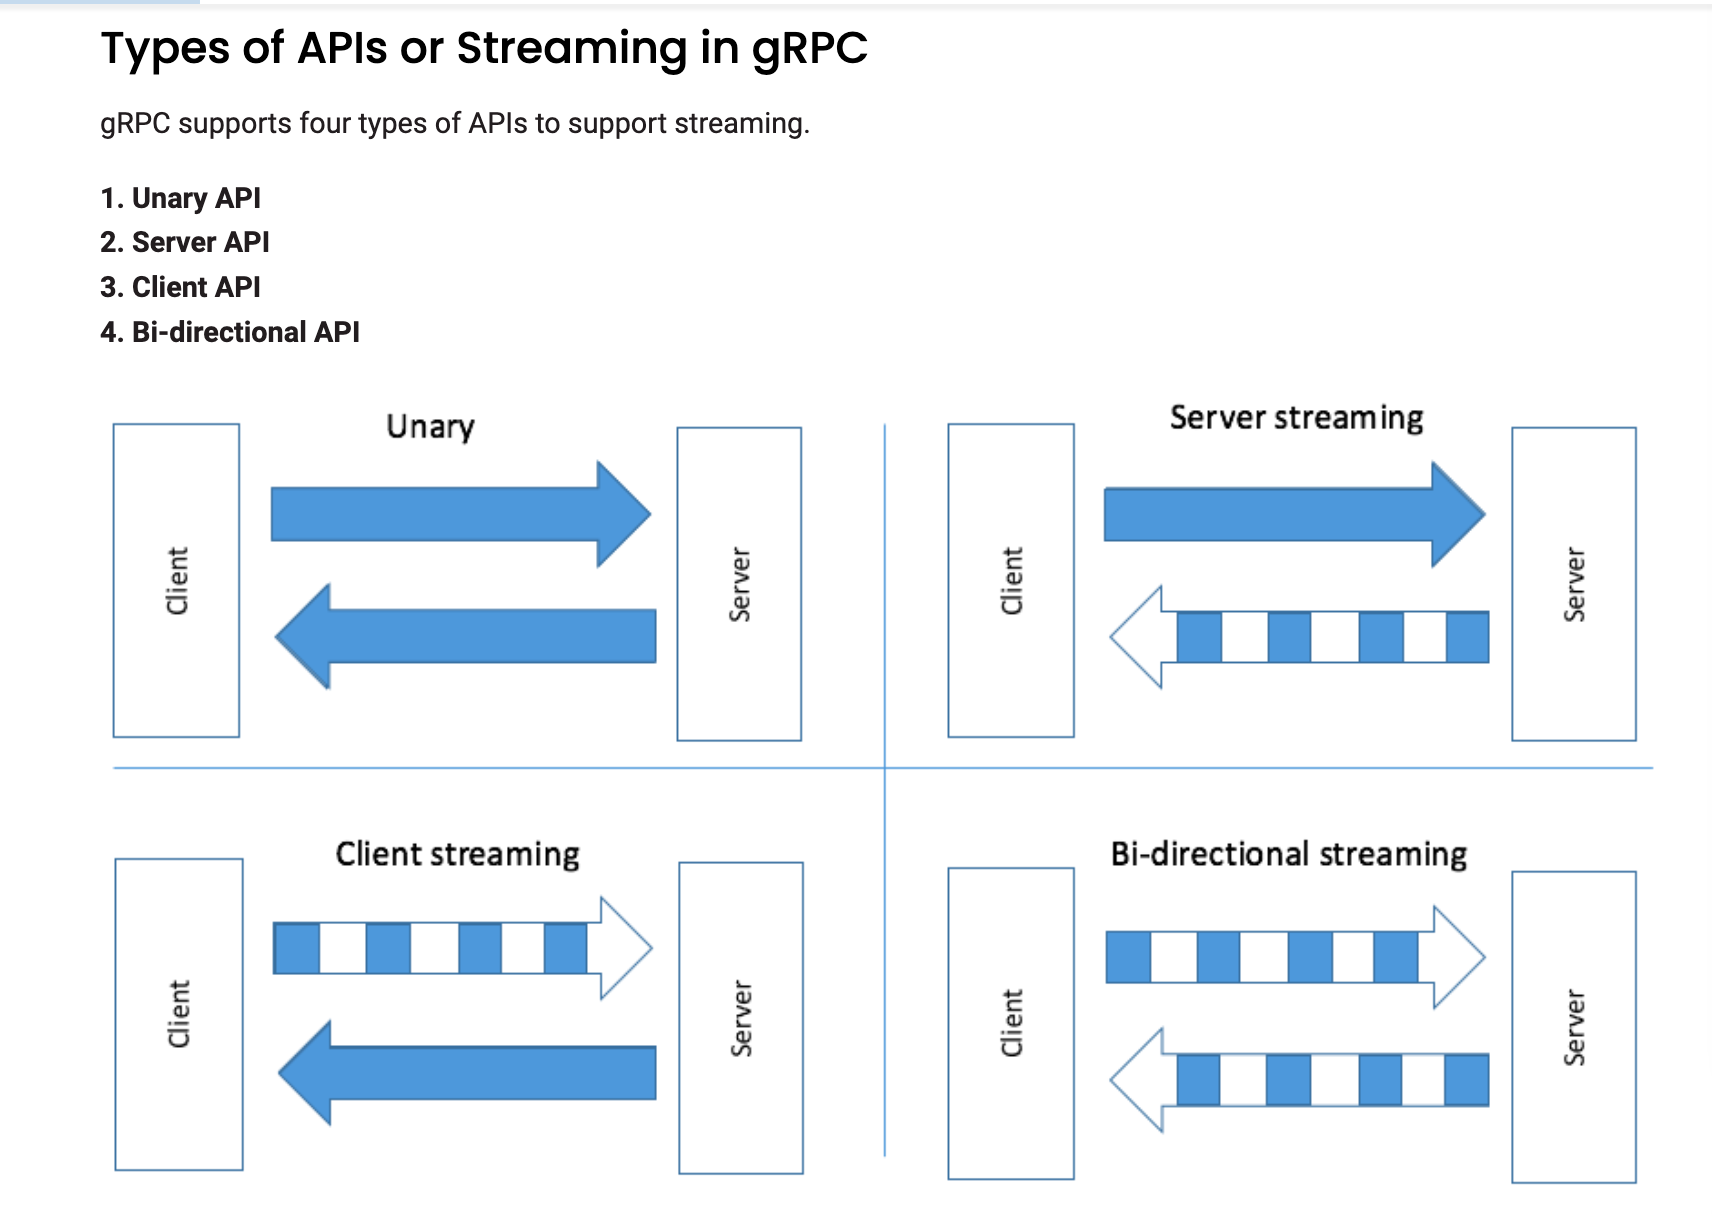 Types of APIs or Streaming in gRPC
gRPC supports four types of APIs to support streaming.
1. Unary API
2. Server API
3. Client API
4. Bi-directional API
Unary
Client
Server
Server streaming
Client
Server
Client streaming
Client
Server
Bi-directional streaming
Client
Server